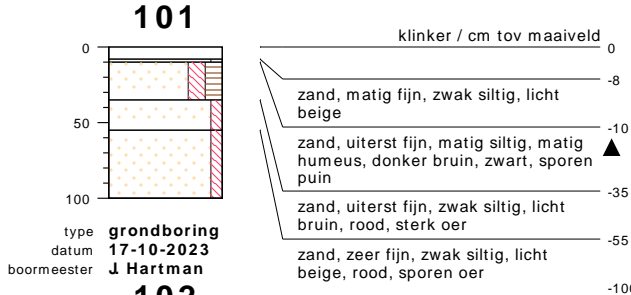 101
klinker / cm tov maaiveld
0
0
-8
zand, matig fijn, zwak siltig, licht
beige
-10
zand, uiterst fijn, matig siltig, matig
humeus, donker bruin, zwart, sporen
puin
50
-35
zand, uiterst fijn, zwak siltig, licht
bruin, rood, sterk oer
-55
zand, zeer fijn, zwak siltig, licht
beige, rood, sporen oer
100
-100
type grondboring
datum 17-10-2023
boormeester J Hartman
102